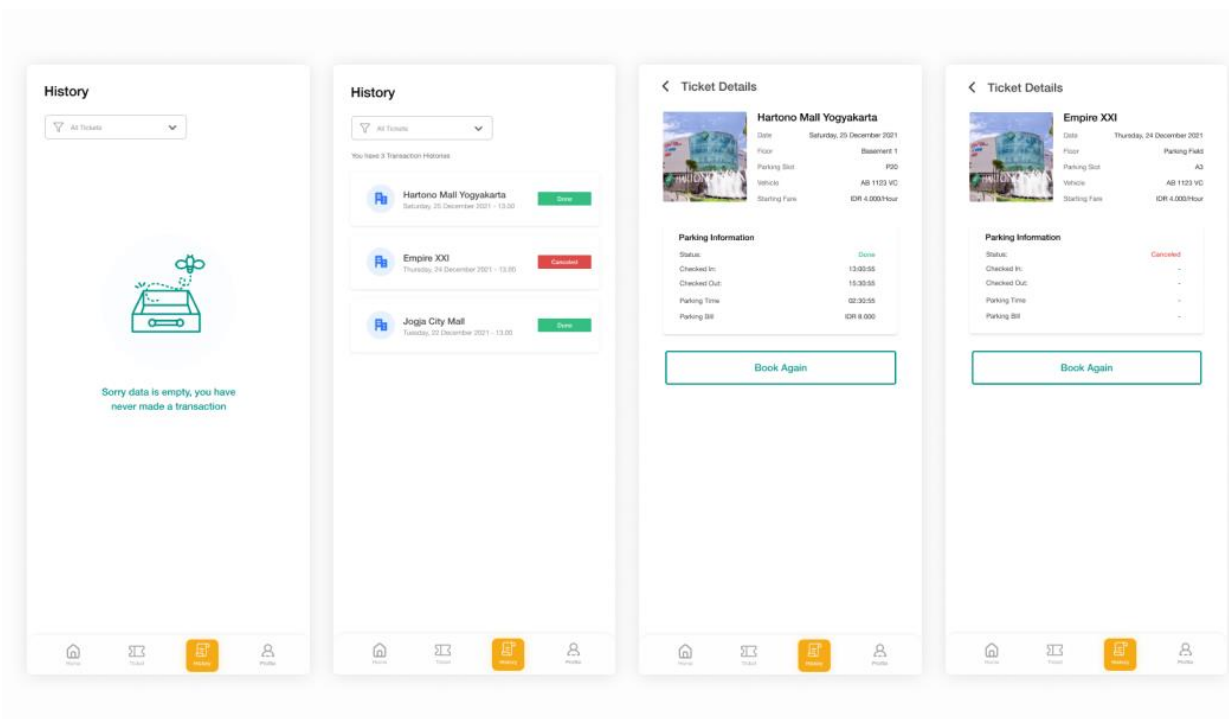 History
All Tickets
Sorry data is empty, you have
never made a transaction
Home
Ticket
History
Profile
History
All Tickets
You have 3 Transaction Histories
Hartono Mall Yogyakarta
Saturday, 25 December 2021 - 13.00
Done
Empire XXI
Thursday, 24 December 2021 - 13.00
Canceled
Jogja City Mall
Tuesday, 22 December 2021 - 13.00
Done
Home
Ticket
History
Profile
Ticket Details
Hartono Mall Yogyakarta
Date Saturday, 25 December 2021
Floor Basement 1
Parking Slot P20
Vehicle AB 1123 VC
Starting Fare IDR 4.000/Hour
Parking Information
Status: Done
Checked In: 13:00:55
Checked Out: 15:30:55
Parking Time 02:30:55
Parking Bill IDR 8.000
Book Again
Home
Ticket
History
Profile
Ticket Details
Empire XXI
Date Thursday, 24 December 2021
Floor Parking Field
Parking Slot A3
Vehicle AB 1123 VC
Starting Fare IDR 4.000/Hour
Parking Information
Status: Canceled
Checked In: -
Checked Out: -
Parking Time -
Parking Bill -
Book Again
Home
Ticket
History
Profile